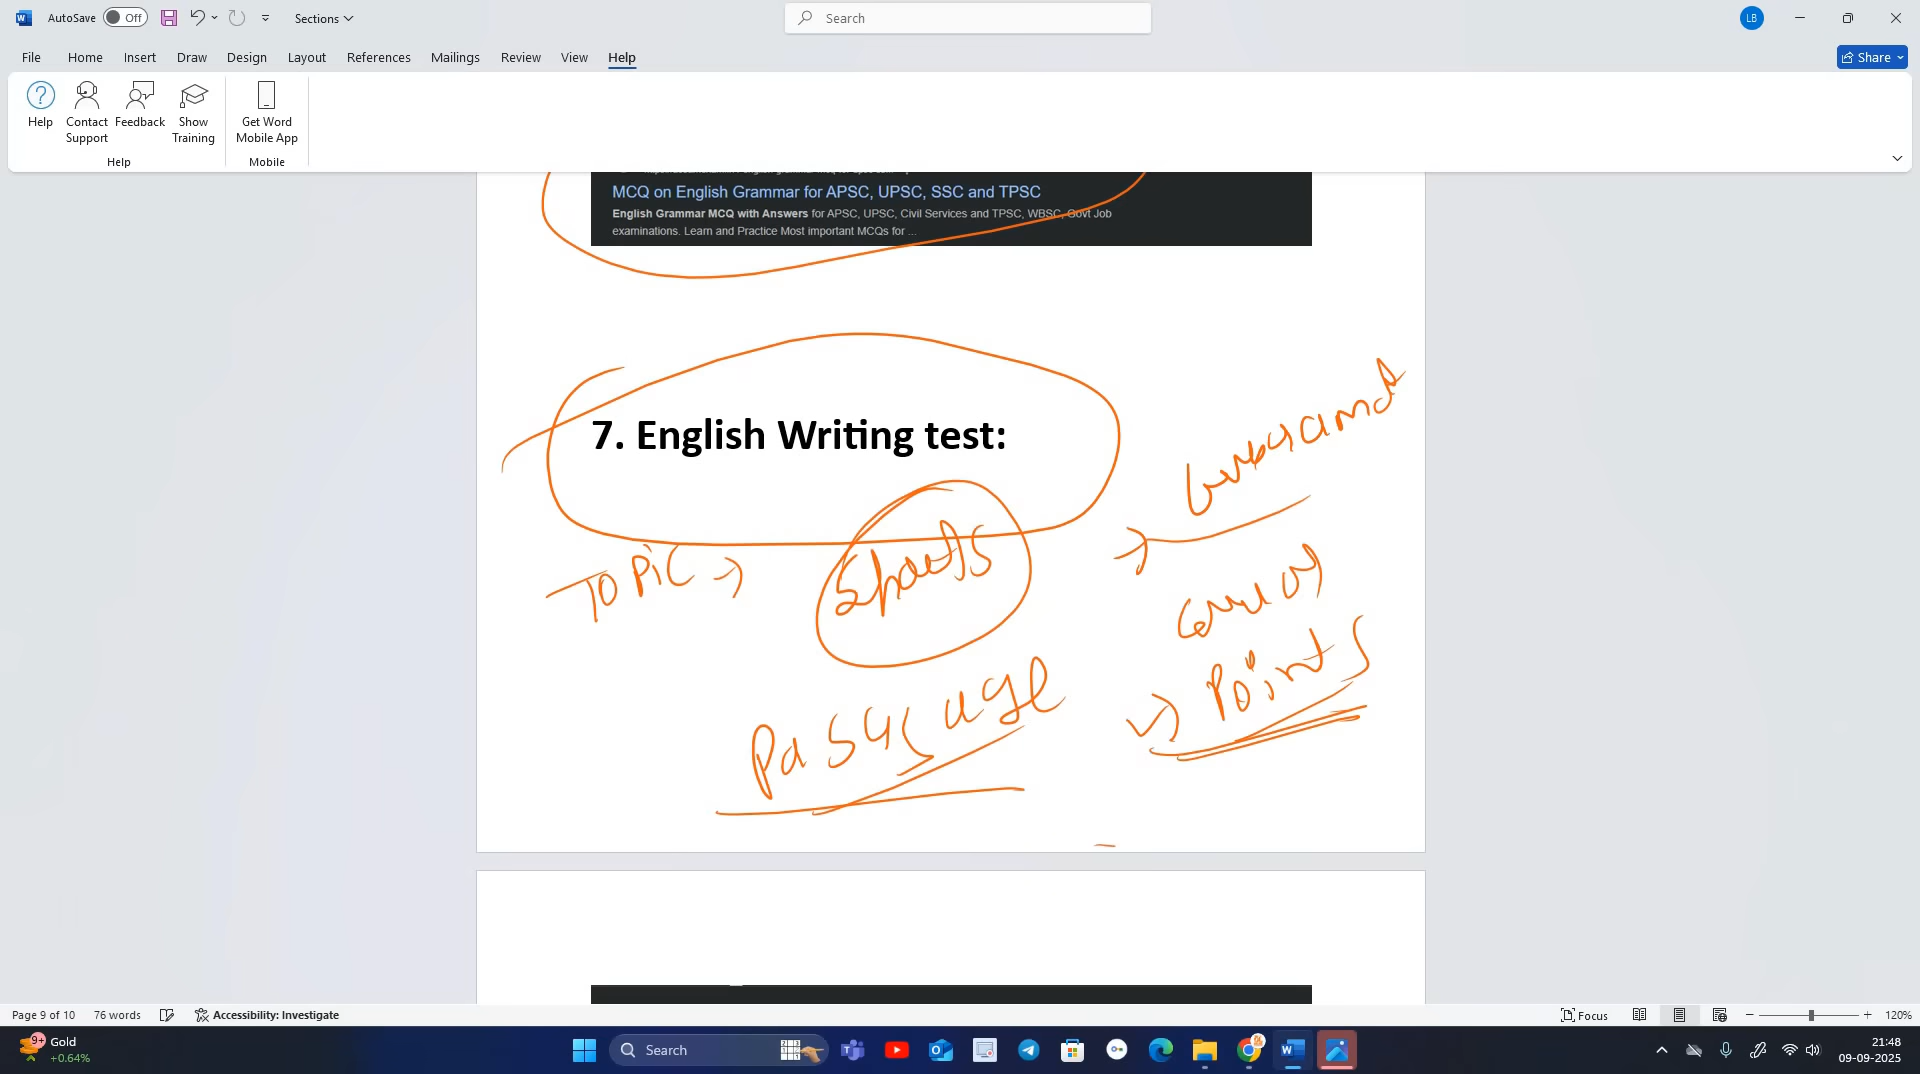 AutoSave Off Sections Search LB
File Home Insert Draw Design Layout References Mailings Review View Help Share
Help Contact Support Feedback Show Training Get Word Mobile App
Help Mobile
MCQ on English Grammar for APSC, UPSC, SSC and TPSC
English Grammar MCQ with Answers for APSC, UPSC, Civil Services and TPSC, WBSC, Govt Job
examinations. Learn and Practice Most important MCQs for ...
7. English Writing test:
TOPIC → Sports
Passage
Points
Page 9 of 10 76 words Accessibility: Investigate Focus 120%
9+ Gold
+0.64%
Search
21:48
09-09-2025